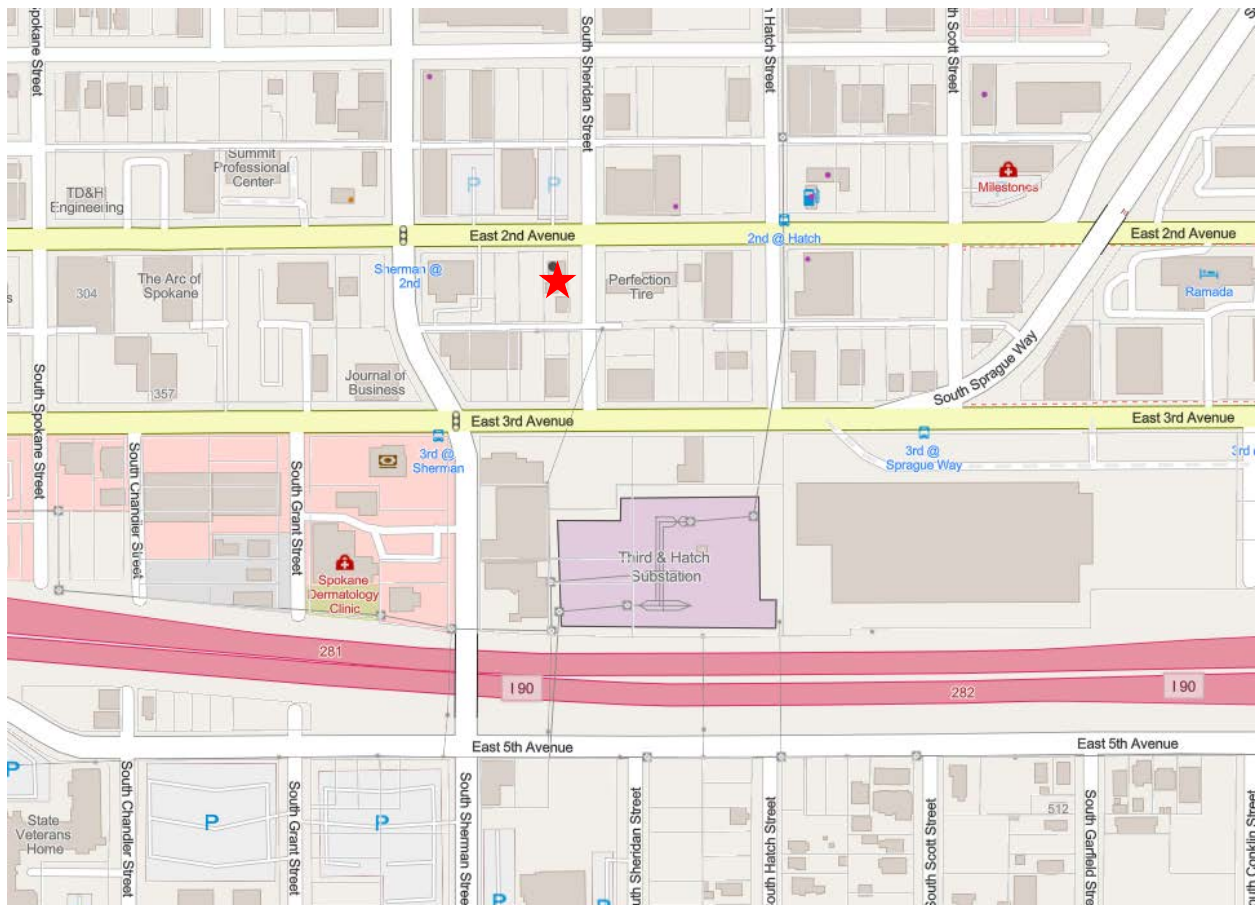 Spokane Street
South Sheridan Street
Hatch Street
Scott Street
Summit
Professional
Center
TD&H
Engineering
P
P
Milestones
East 2nd Avenue
2nd @ Hatch
East 2nd Avenue
The Arc of
Spokane
304
Sherman @
2nd
Perfection
Tire
Ramada
South Sprague Way
Journal of
Business
357
South Spokane Street
East 3rd Avenue
East 3rd Avenue
3rd @
Sherman
3rd @
Sprague Way
3rd
South Chandler Street
South Grant Street
Third & Hatch
Substation
Spokane
Dermatology
Clinic
281
I 90
282
I 90
East 5th Avenue
East 5th Avenue
P
South Chandler Street
South Grant Street
South Sherman Street
South Sheridan Street
South Hatch Street
South Scott Street
South Garfield Stre
outh Conklin Street
P
P
512
State
Veterans
Home
P
P